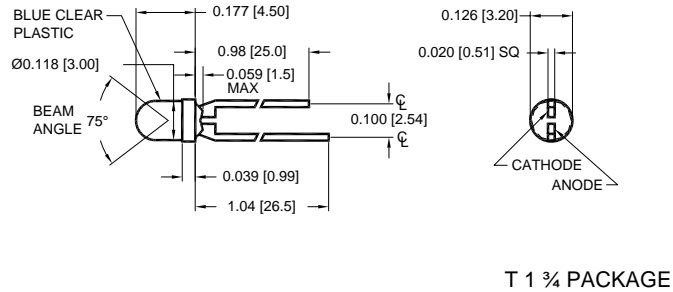 BLUE CLEAR
PLASTIC
0.177 [4.50]
0.98 [25.0]
Ø0.118 [3.00]
0.059 [1.5]
MAX
BEAM
ANGLE 75°
0.100 [2.54]
0.039 [0.99]
1.04 [26.5]
0.126 [3.20]
0.020 [0.51] SQ
CATHODE
ANODE
T 1 ¾ PACKAGE